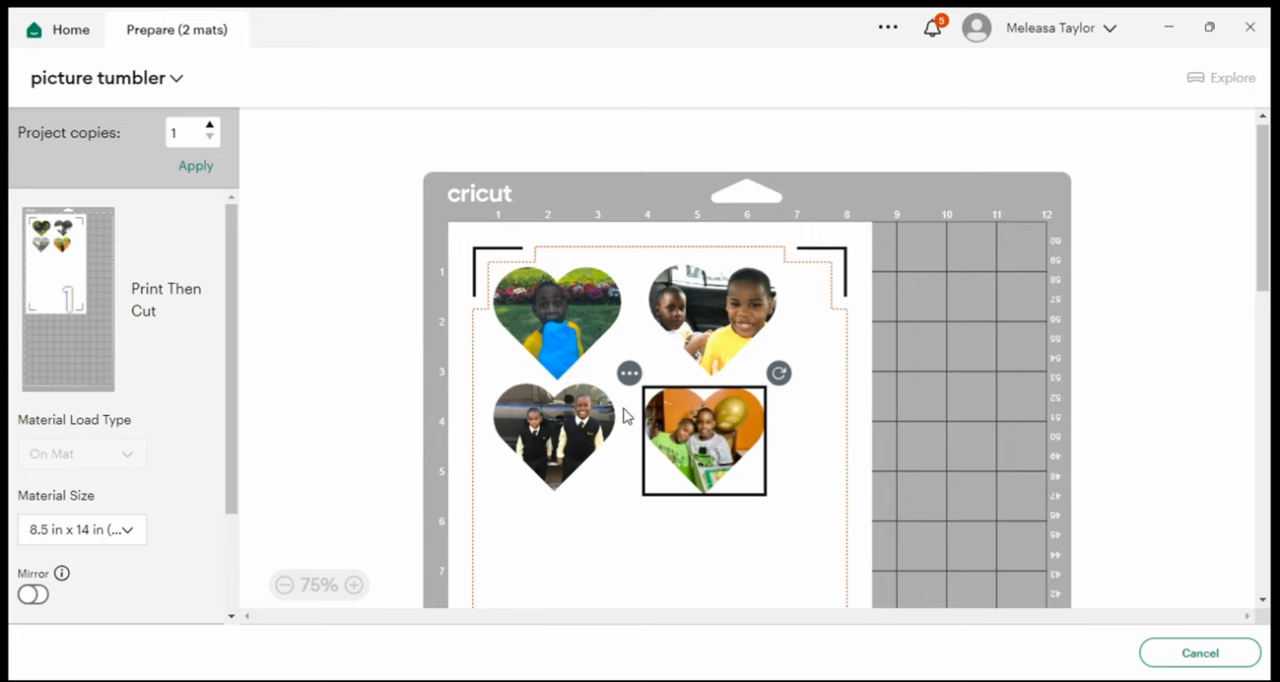 Home
Prepare (2 mats)
5
Meleasa Taylor
picture tumbler
Explore
Project copies:
1
Apply
Print Then
Cut
Material Load Type
On Mat
Material Size
8.5 in x 14 in (...
Mirror
75%
cricut
1 2 3 4 5 6 7 8 9 10 11 12
1
2
3
4
5
6
7
Cancel